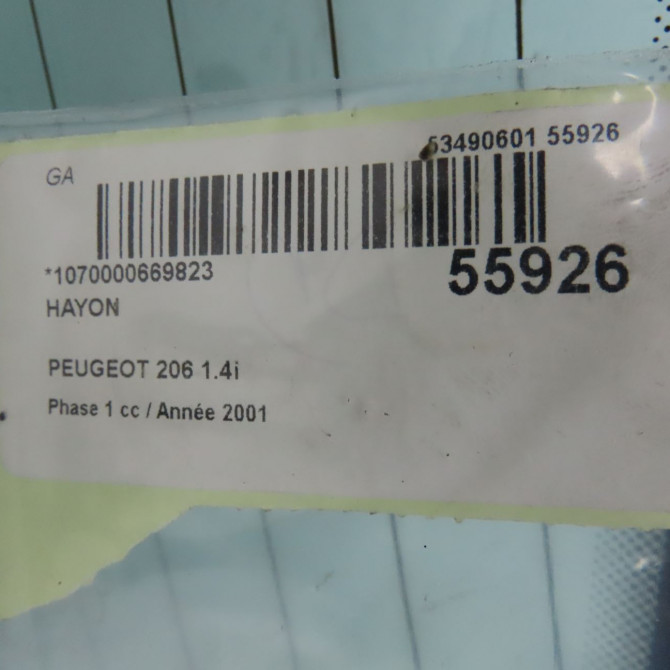 GA
53490601 55926
*1070000669823
55926
HAYON
PEUGEOT 206 1.4i
Phase 1 cc / Année 2001